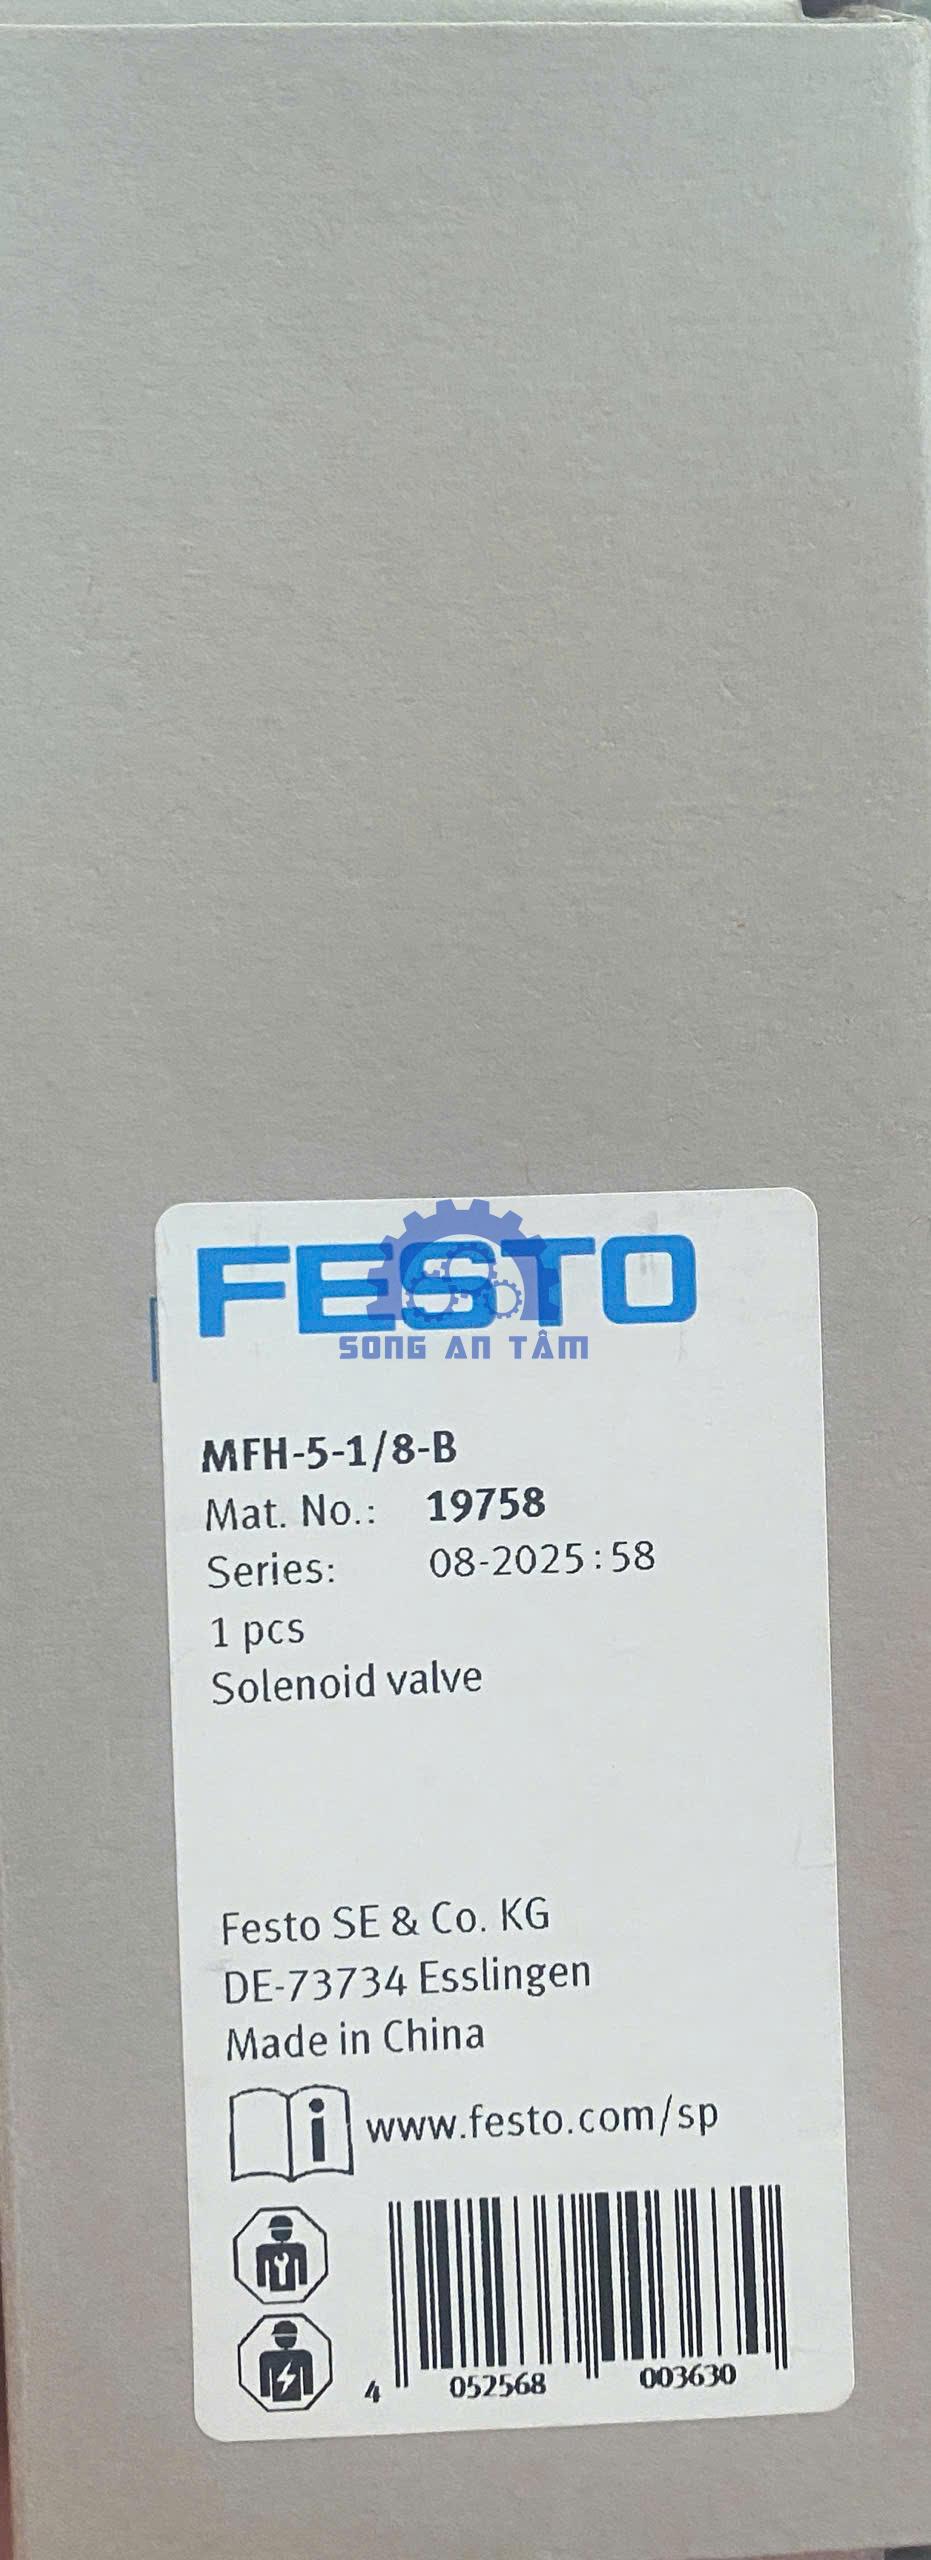 FESTO
SONG AN TÂM
MFH-5-1/8-B
Mat. No.: 19758
Series: 08-2025:58
1 pcs
Solenoid valve
Festo SE & Co. KG
DE-73734 Esslingen
Made in China
i www.festo.com/sp
4 052568 003630